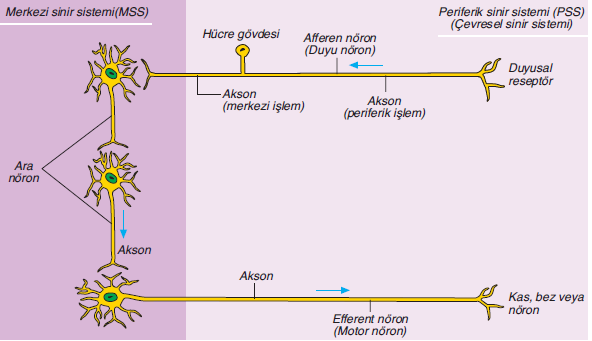 Merkezi sinir sistemi(MSS)
Periferik sinir sistemi (PSS)
(Çevresel sinir sistemi)
Hücre gövdesi
Afferen nöron
(Duyu nöron)
Duyusal
reseptör
Akson
(merkezi işlem)
Akson
(periferik işlem)
Ara
nöron
Akson
Akson
Efferent nöron
(Motor nöron)
Kas, bez veya
nöron